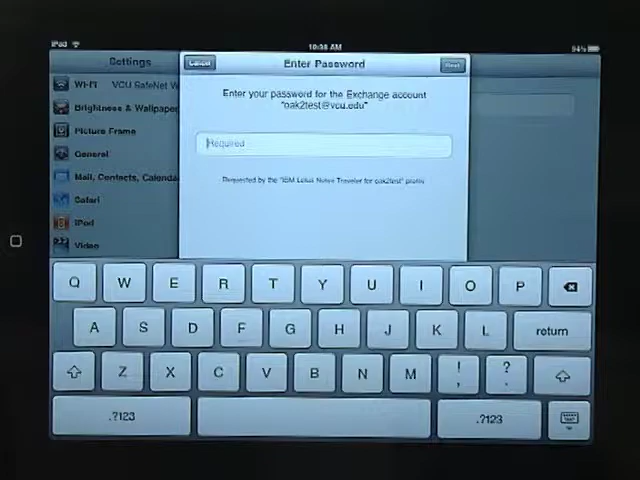 iPad
10:38 AM
94%
Settings
Cancel
Enter Password
Next
Wi-Fi VCU SafeNet W
Enter your password for the Exchange account
"oak2test@vcu.edu"
Brightness & Wallpaper
Picture Frame
Required
General
Mail, Contacts, Calenda
Requested by the "IBM Lotus Notes Traveler for oak2test" profile
Safari
iPod
Video
Q W E R T Y U I O P
A S D F G H J K L return
Z X C V B N M ! , ? .
.?123 .?123